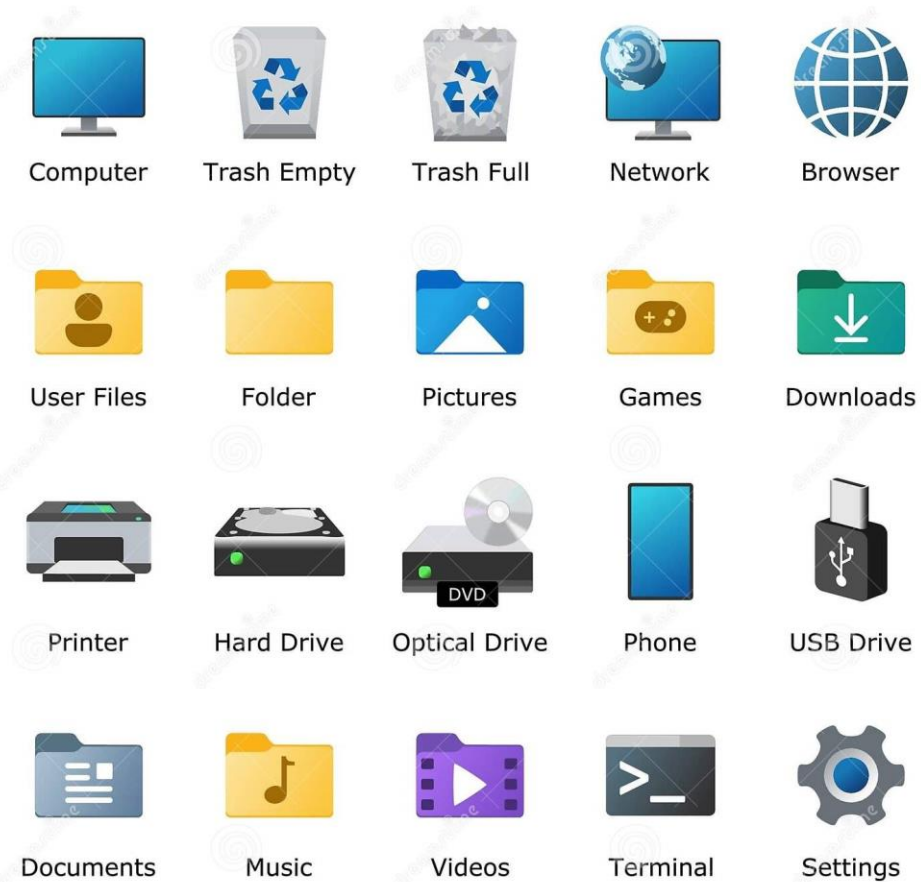 Computer
Trash Empty
Trash Full
Network
Browser
User Files
Folder
Pictures
Games
Downloads
Printer
Hard Drive
DVD
Optical Drive
Phone
USB Drive
Documents
Music
Videos
>_
Terminal
Settings